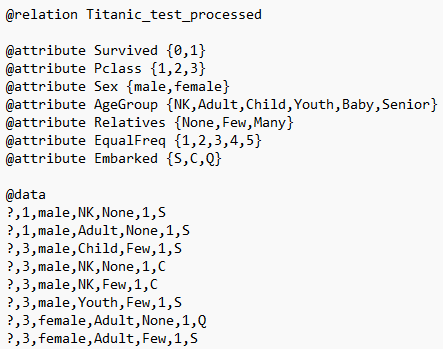 @relation Titanic_test_processed
@attribute Survived {0,1}
@attribute Pclass {1,2,3}
@attribute Sex {male,female}
@attribute AgeGroup {NK,Adult,Child,Youth,Baby,Senior}
@attribute Relatives {None,Few,Many}
@attribute EqualFreq {1,2,3,4,5}
@attribute Embarked {S,C,Q}
@data
?,1,male,NK,None,1,S
?,1,male,Adult,None,1,S
?,3,male,Child,Few,1,S
?,3,male,NK,None,1,C
?,3,male,NK,Few,1,C
?,3,male,Youth,Few,1,S
?,3,female,Adult,None,1,Q
?,3,female,Adult,Few,1,S